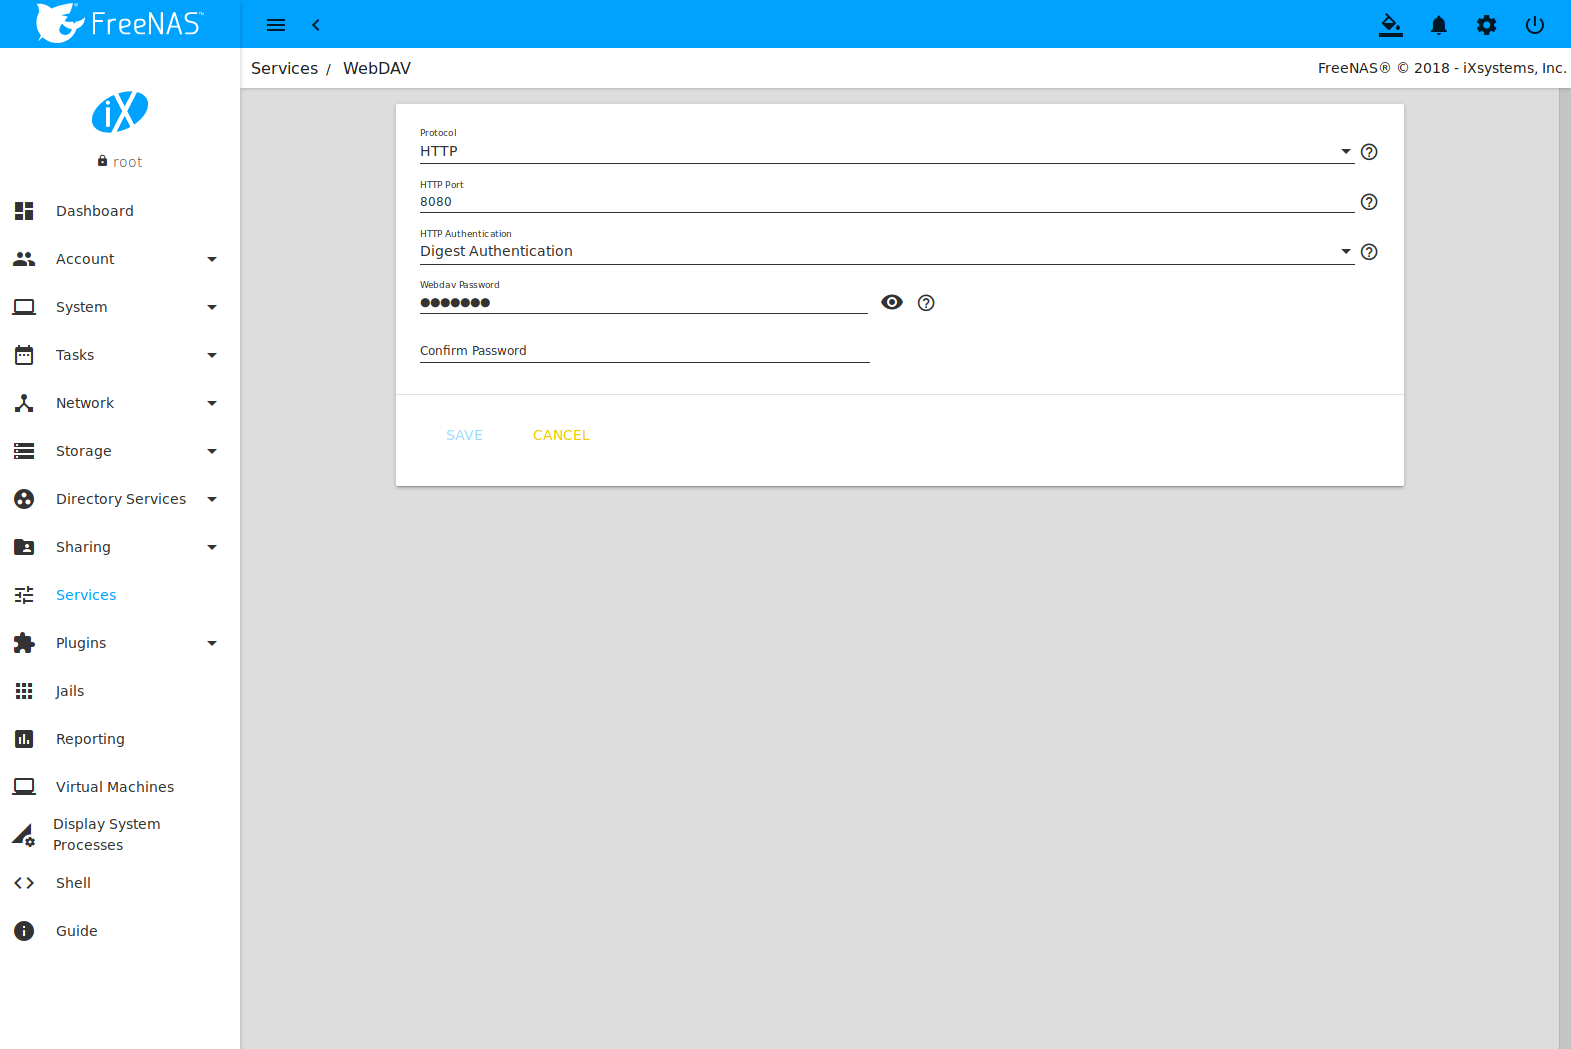 FreeNAS™
Services / WebDAV
FreeNAS® © 2018 - iXsystems, Inc.
iX
root
Dashboard
Account
System
Tasks
Network
Storage
Directory Services
Sharing
Services
Plugins
Jails
Reporting
Virtual Machines
Display System
Processes
Shell
Guide
Protocol
HTTP
HTTP Port
8080
HTTP Authentication
Digest Authentication
Webdav Password
●●●●●●●
Confirm Password
SAVE CANCEL